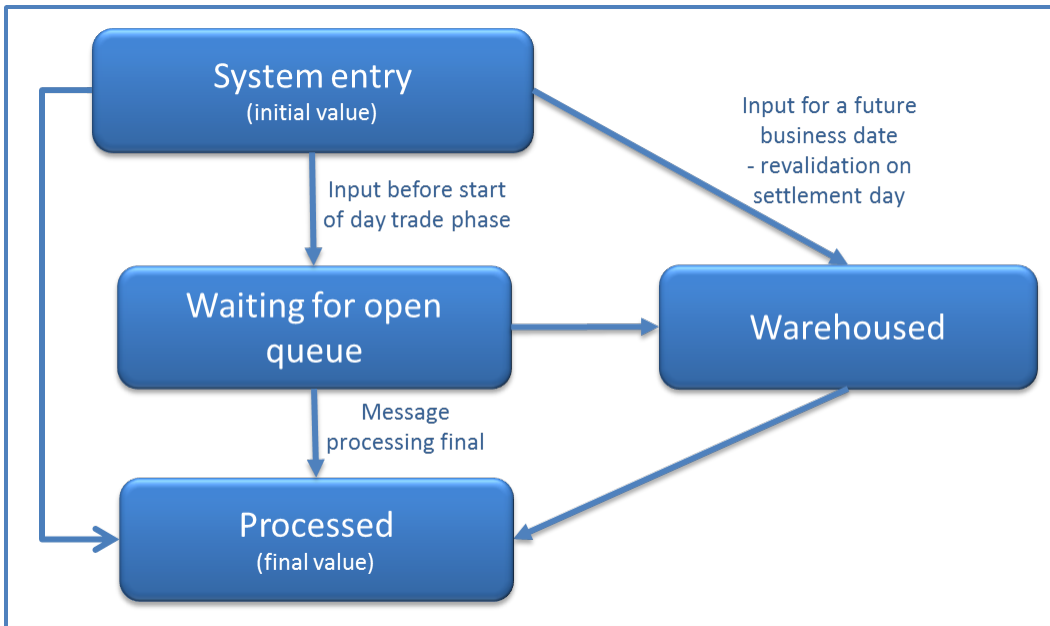 System entry
(initial value)
Input for a future
business date
- revalidation on
settlement day
Input before start
of day trade phase
Waiting for open
queue
Warehoused
Message
processing final
Processed
(final value)